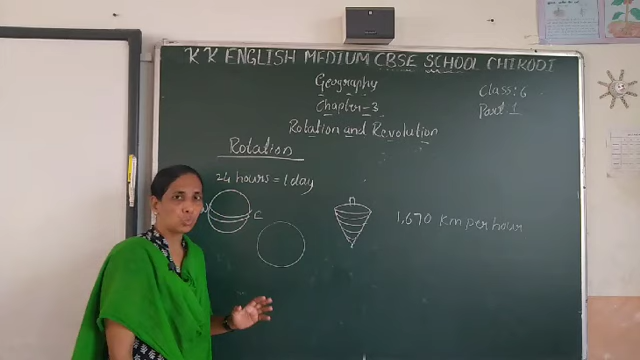 K K ENGLISH MEDIUM CBSE SCHOOL CHIKODI
Geography
Class: 6
Chapter-3
Part 1
Rotation and Revolution
Rotation
24 hours = 1 day
1,670 Km per hour